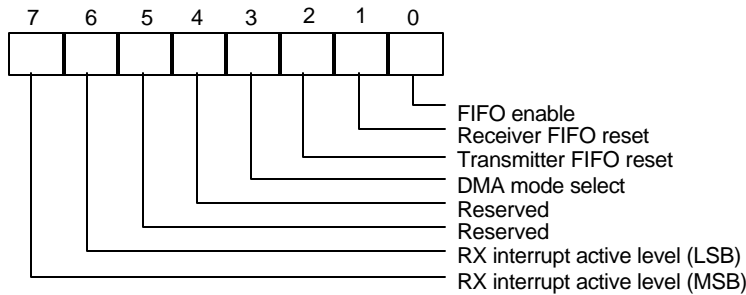 7 6 5 4 3 2 1 0
FIFO enable
Receiver FIFO reset
Transmitter FIFO reset
DMA mode select
Reserved
Reserved
RX interrupt active level (LSB)
RX interrupt active level (MSB)